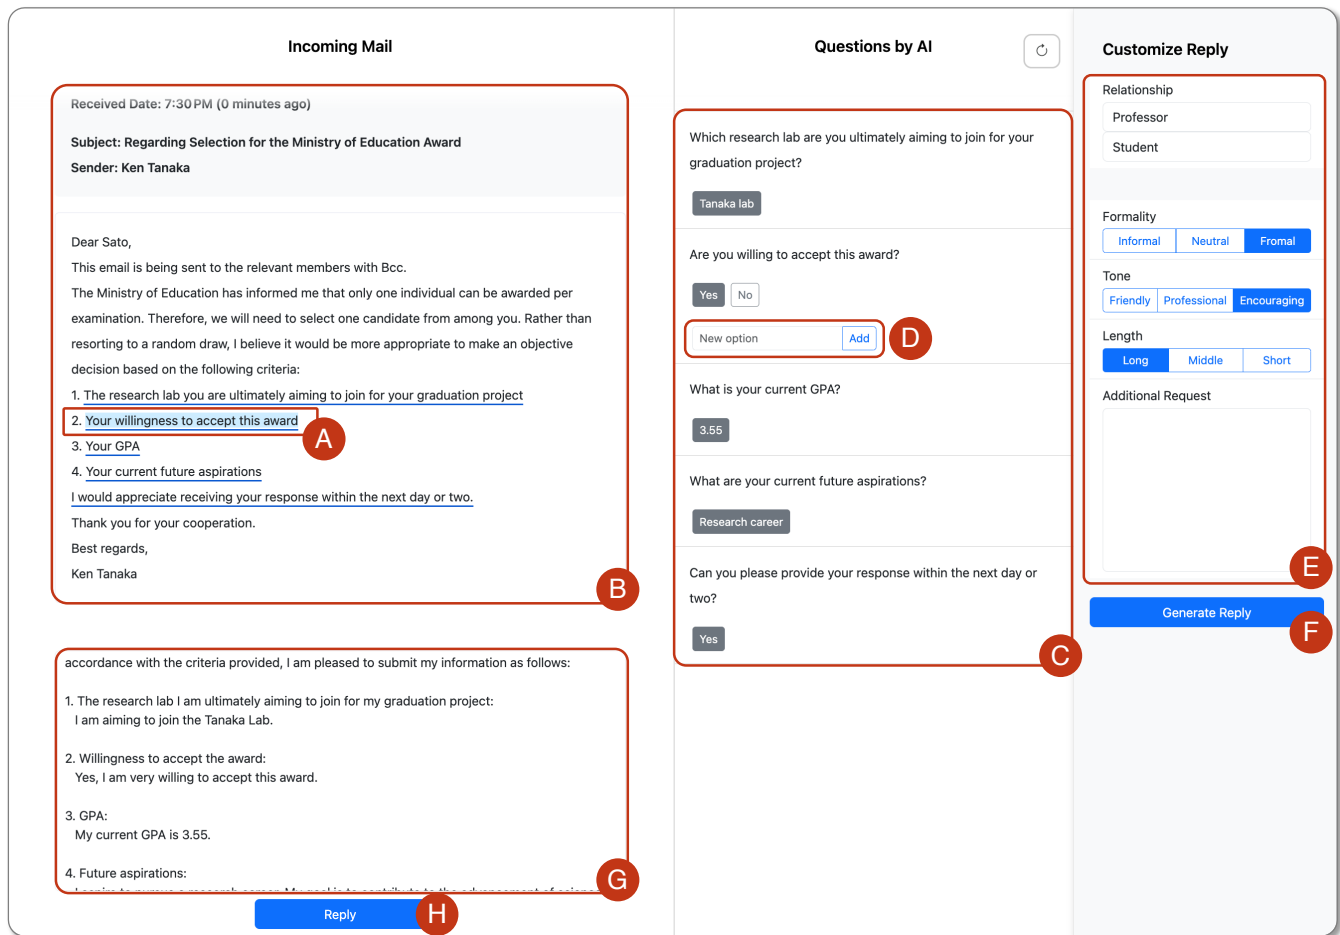 Incoming Mail
Received Date: 7:30 PM (0 minutes ago)
Subject: Regarding Selection for the Ministry of Education Award
Sender: Ken Tanaka
Dear Sato,
This email is being sent to the relevant members with Bcc.
The Ministry of Education has informed me that only one individual can be awarded per
examination. Therefore, we will need to select one candidate from among you. Rather than
resorting to a random draw, I believe it would be more appropriate to make an objective
decision based on the following criteria:
1. The research lab you are ultimately aiming to join for your graduation project
2. Your willingness to accept this award
A
3. Your GPA
4. Your current future aspirations
I would appreciate receiving your response within the next day or two.
Thank you for your cooperation.
Best regards,
Ken Tanaka
B
accordance with the criteria provided, I am pleased to submit my information as follows:
1. The research lab I am ultimately aiming to join for my graduation project:
I am aiming to join the Tanaka Lab.
2. Willingness to accept the award:
Yes, I am very willing to accept this award.
3. GPA:
My current GPA is 3.55.
4. Future aspirations:
G
Reply
H
Questions by AI
Which research lab are you ultimately aiming to join for your
graduation project?
Tanaka lab
Are you willing to accept this award?
Yes No
New option Add
D
What is your current GPA?
3.55
What are your current future aspirations?
Research career
Can you please provide your response within the next day or
two?
Yes
C
Customize Reply
Relationship
Professor
Student
Formality
Informal Neutral Fromal
Tone
Friendly Professional Encouraging
Length
Long Middle Short
Additional Request
E
Generate Reply
F